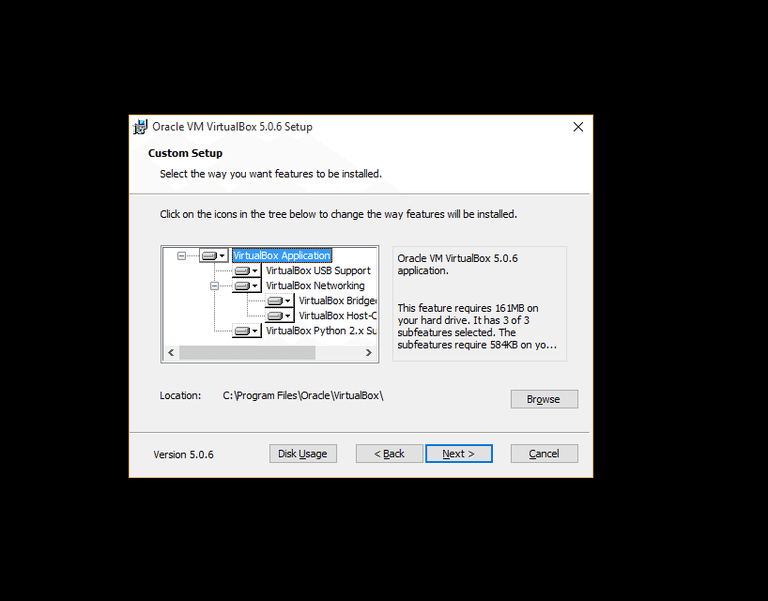 Oracle VM VirtualBox 5.0.6 Setup
Custom Setup
Select the way you want features to be installed.
Click on the icons in the tree below to change the way features will be installed.
VirtualBox Application
VirtualBox USB Support
VirtualBox Networking
VirtualBox Bridge
VirtualBox Host-C
VirtualBox Python 2.x Su
Oracle VM VirtualBox 5.0.6
application.
This feature requires 161MB on
your hard drive. It has 3 of 3
subfeatures selected. The
subfeatures require 584KB on yo...
Location: C:\Program Files\Oracle\VirtualBox\
Browse
Version 5.0.6
Disk Usage
< Back
Next >
Cancel